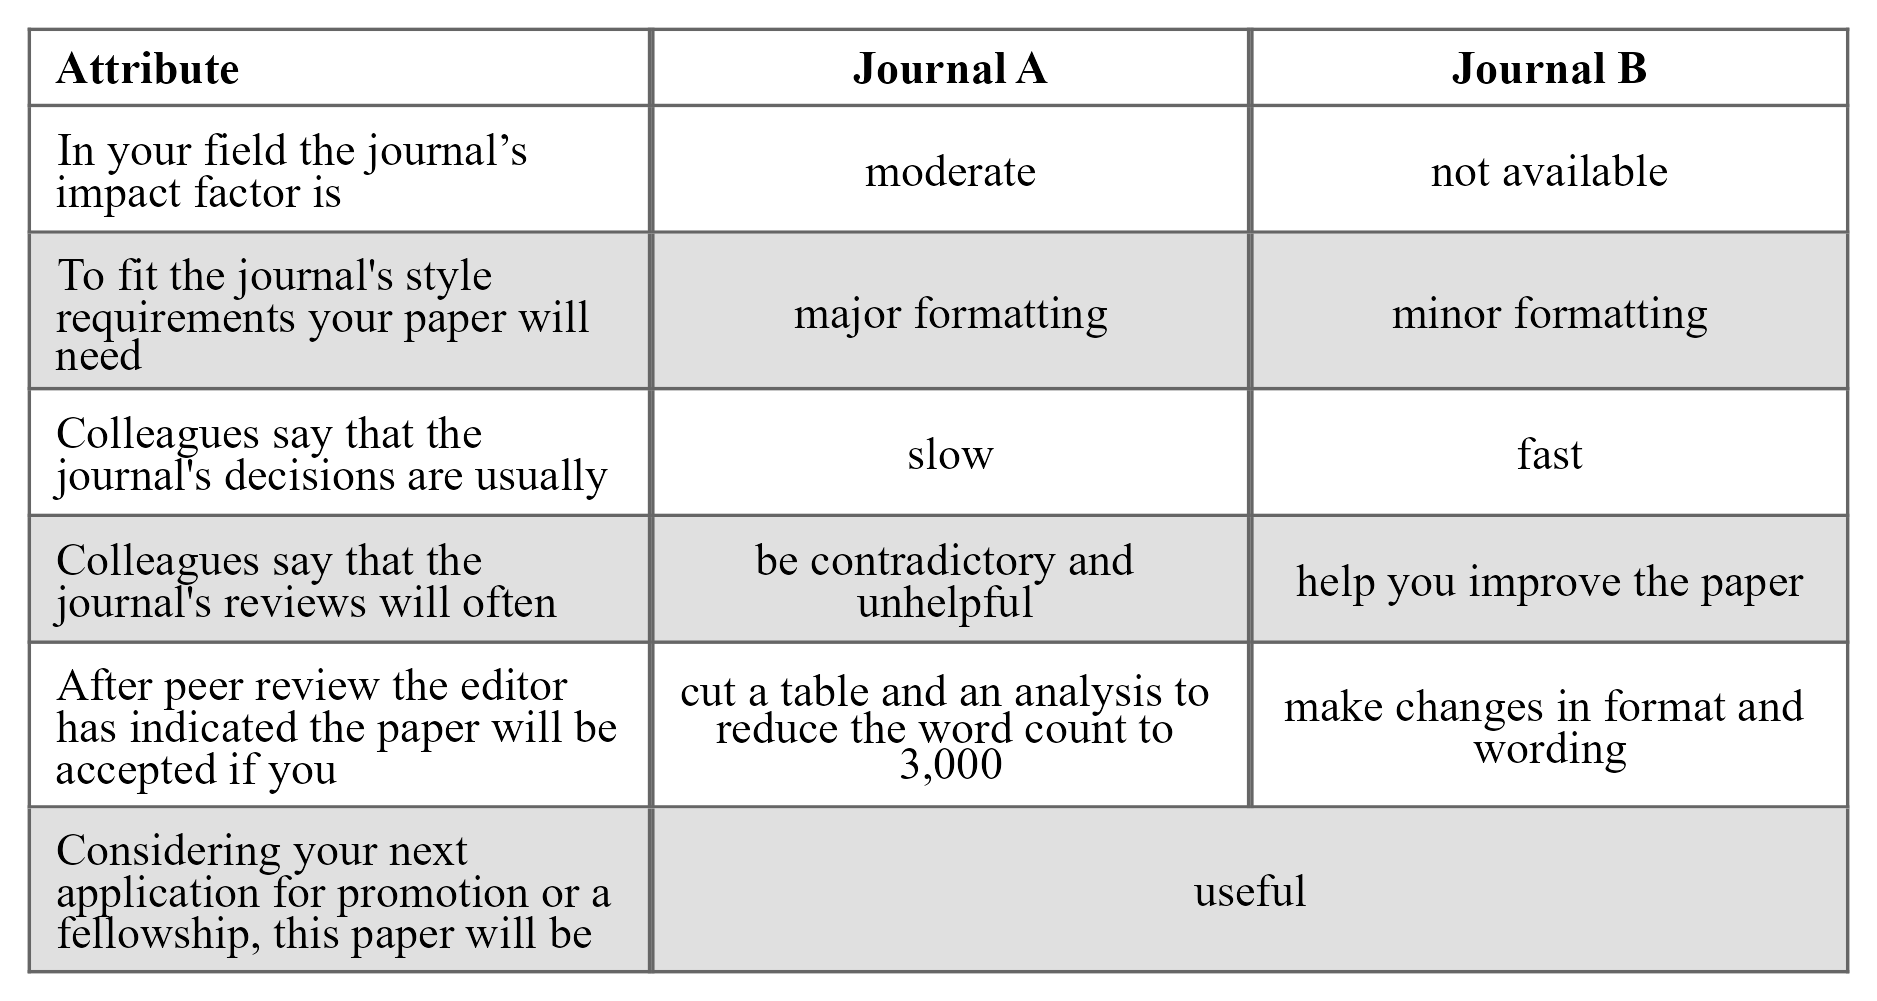 Attribute
Journal A
Journal B
In your field the journal’s
impact factor is
moderate
not available
To fit the journal's style
requirements your paper will
need
major formatting
minor formatting
Colleagues say that the
journal's decisions are usually
slow
fast
Colleagues say that the
journal's reviews will often
be contradictory and
unhelpful
help you improve the paper
After peer review the editor
has indicated the paper will be
accepted if you
cut a table and an analysis to
reduce the word count to
3,000
make changes in format and
wording
Considering your next
application for promotion or a
fellowship, this paper will be
useful